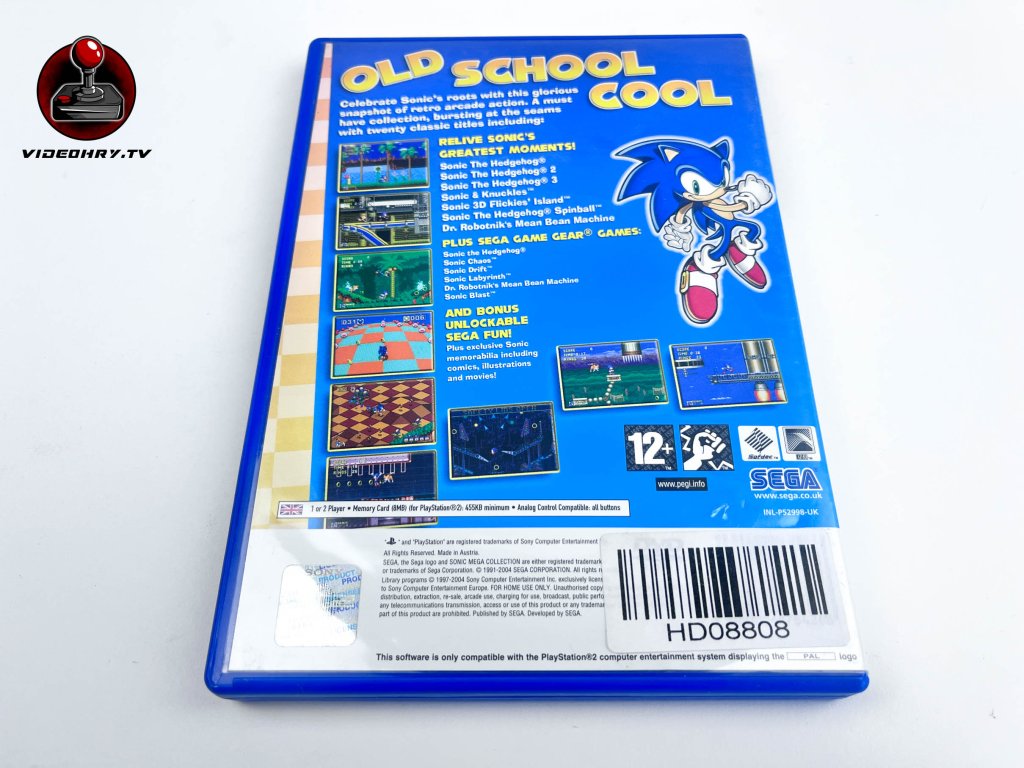 VIDEOHRY.TV
OLD SCHOOL
COOL
Celebrate Sonic's roots with this glorious
snapshot of retro arcade action. A must
have collection, bursting at the seams
with twenty classic titles including:
RELIVE SONIC'S
GREATEST MOMENTS!
Sonic The Hedgehog®
Sonic The Hedgehog® 2
Sonic The Hedgehog® 3
Sonic & Knuckles™
Sonic 3D Flickies' Island™
Sonic The Hedgehog® Spinball™
Dr. Robotnik's Mean Bean Machine
PLUS SEGA GAME GEAR® GAMES:
Sonic the Hedgehog®
Sonic Chaos™
Sonic Drift™
Sonic Labyrinth™
Dr. Robotnik's Mean Bean Machine
Sonic Blast™
AND BONUS
UNLOCKABLE
SEGA FUN!
Plus exclusive Sonic
memorabilia including
comics, illustrations
and movies!
12+
www.pegi.info
SEGA
www.sega.co.uk
INL-P52998-UK
1 or 2 Player • Memory Card (8MB) (for PlayStation®2): 455KB minimum • Analog Control Compatible: all buttons
" and "PlayStation" are registered trademarks of Sony Computer Entertainment
All Rights Reserved. Made in Austria.
SEGA, the Sega logo and SONIC MEGA COLLECTION are either registered trademark
or trademarks of Sega Corporation. © 1991-2004 SEGA CORPORATION. All rights
Library programs © 1997-2004 Sony Computer Entertainment Inc. exclusively licens
to Sony Computer Entertainment Europe. FOR HOME USE ONLY. Unauthorised copy
distribution, extraction, re-sale, arcade use, charging for use, broadcast, public perfo
any telecommunications transmission, access or use of this product or any tradema
part of this product are prohibited. Published by SEGA. Developed by SEGA.
HD08808
This software is only compatible with the PlayStation®2 computer entertainment system displaying the PAL logo